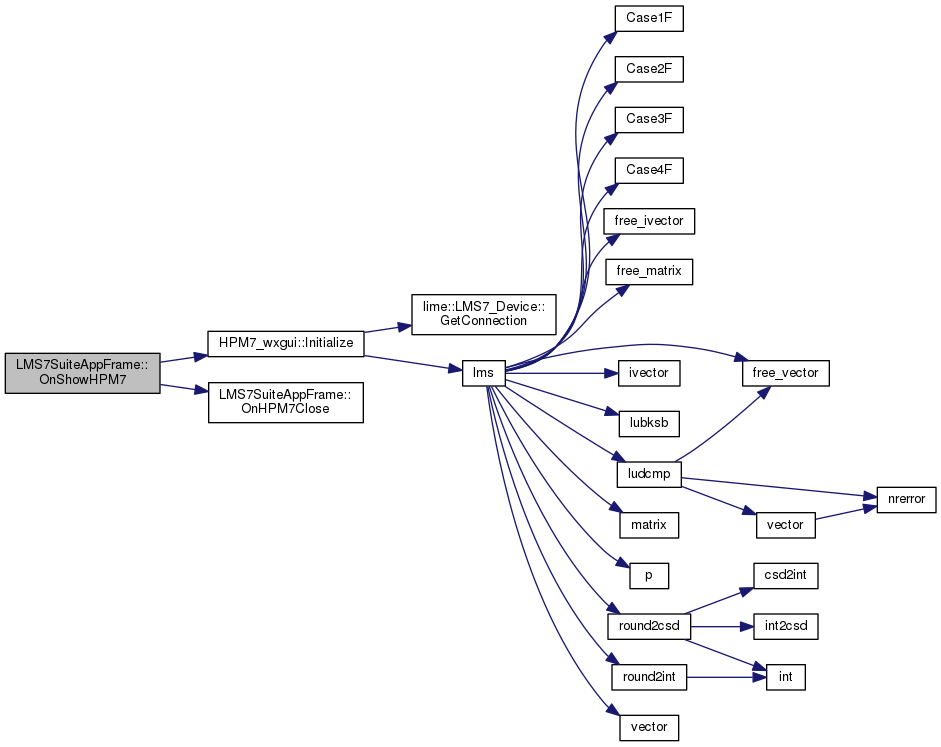 LMS7SuiteAppFrame::
OnShowHPM7
HPM7_wxgui::Initialize
LMS7SuiteAppFrame::
OnHPM7Close
lime::LMS7_Device::
GetConnection
lms
Case1F
Case2F
Case3F
Case4F
free_ivector
free_matrix
ivector
free_vector
lubksb
ludcmp
nrerror
matrix
vector
p
csd2int
round2csd
int2csd
round2int
int
vector